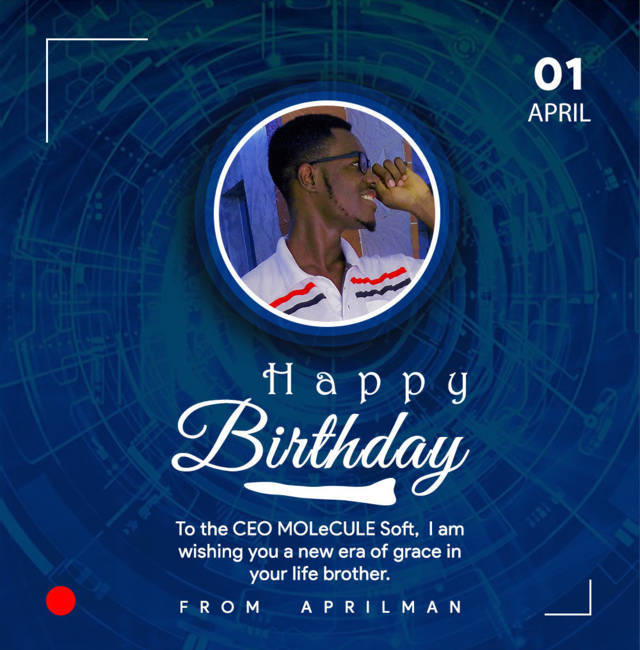 01
APRIL
Happy
Birthday
To the CEO MOLeCULE Soft, I am
wishing you a new era of grace in
your life brother.
FROM APRILMAN